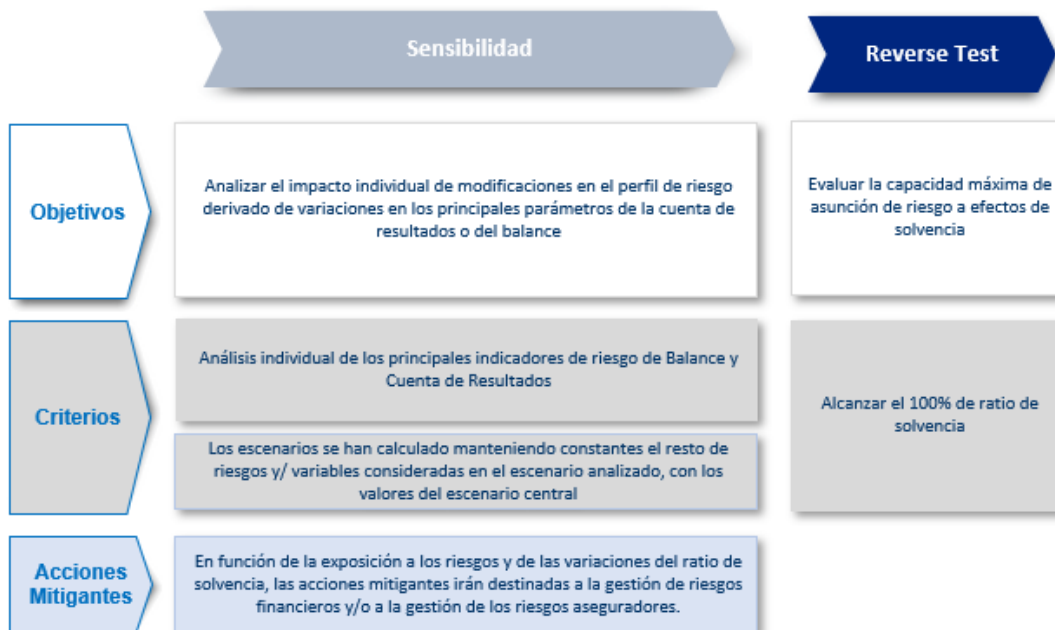 Sensibilidad
Reverse Test
Objetivos
Analizar el impacto individual de modificaciones en el perfil de riesgo
derivado de variaciones en los principales parámetros de la cuenta de
resultados o del balance
Evaluar la capacidad máxima de
asunción de riesgo a efectos de
solvencia
Criterios
Análisis individual de los principales indicadores de riesgo de Balance y
Cuenta de Resultados
Los escenarios se han calculado manteniendo constantes el resto de
riesgos y/ variables consideradas en el escenario analizado, con los
valores del escenario central
Alcanzar el 100% de ratio de
solvencia
Acciones
Mitigantes
En función de la exposición a los riesgos y de las variaciones del ratio de
solvencia, las acciones mitigantes irán destinadas a la gestión de riesgos
financieros y/o a la gestión de los riesgos aseguradores.